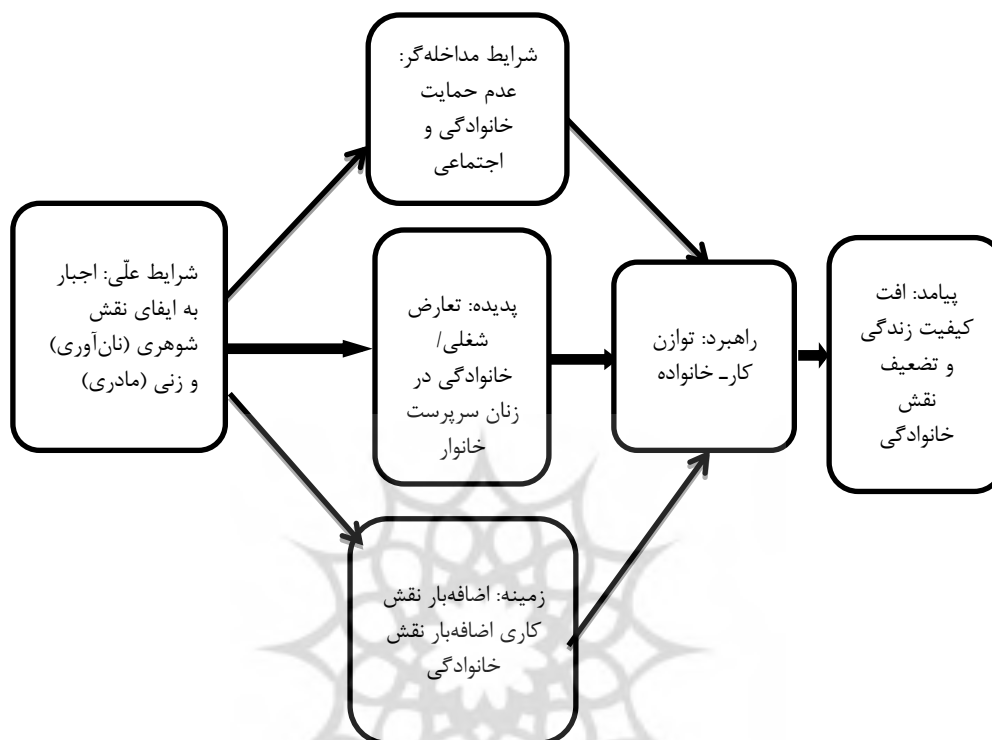 شرایط مداخله‌گر:
عدم حمایت
خانوادگی و
اجتماعی
شرایط علّی: اجبار
به ایفای نقش
شوهری (نان‌آوری)
و زنی (مادری)
پدیده: تعارض
شغلی/
خانوادگی در
زنان سرپرست
خانوار
راهبرد: توازن
کار_ خانواده
پیامد: افت
کیفیت زندگی
و تضعیف
نقش
خانوادگی
زمینه: اضافه‌بار نقش
کاری اضافه‌بار نقش
خانوادگی